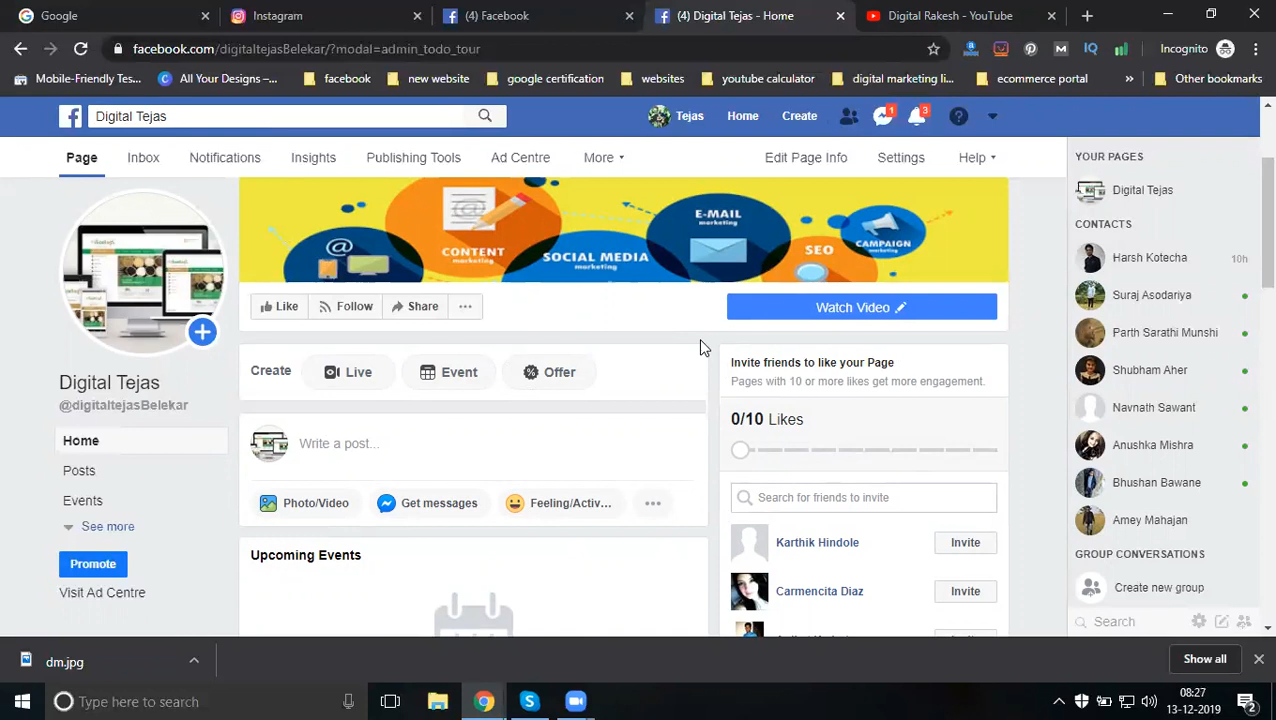 Google
Instagram
(4) Facebook
(4) Digital Tejas - Home
Digital Rakesh - YouTube
facebook.com/digitaltejasBelekar/?modal=admin_todo_tour
Incognito
Mobile-Friendly Tes...
All Your Designs –...
facebook
new website
google certification
websites
youtube calculator
digital marketing li...
ecommerce portal
Other bookmarks
Digital Tejas
Tejas
Home
Create
1
3
Page
Inbox
Notifications
Insights
Publishing Tools
Ad Centre
More
Edit Page Info
Settings
Help
CONTENT
marketing
SOCIAL MEDIA
marketing
E-MAIL
marketing
SEO
CAMPAIGN
marketing
Like
Follow
Share
Watch Video
Digital Tejas
@digitaltejasBelekar
Home
Posts
Events
See more
Promote
Visit Ad Centre
Create
Live
Event
Offer
Write a post...
Photo/Video
Get messages
Feeling/Activ...
Upcoming Events
Invite friends to like your Page
Pages with 10 or more likes get more engagement.
0/10 Likes
Search for friends to invite
Karthik Hindole
Invite
Carmencita Diaz
Invite
YOUR PAGES
Digital Tejas
CONTACTS
Harsh Kotecha
10h
Suraj Asodariya
Parth Sarathi Munshi
Shubham Aher
Navnath Sawant
Anushka Mishra
Bhushan Bawane
Amey Mahajan
GROUP CONVERSATIONS
Create new group
Search
dm.jpg
Show all
Type here to search
08:27
13-12-2019
2